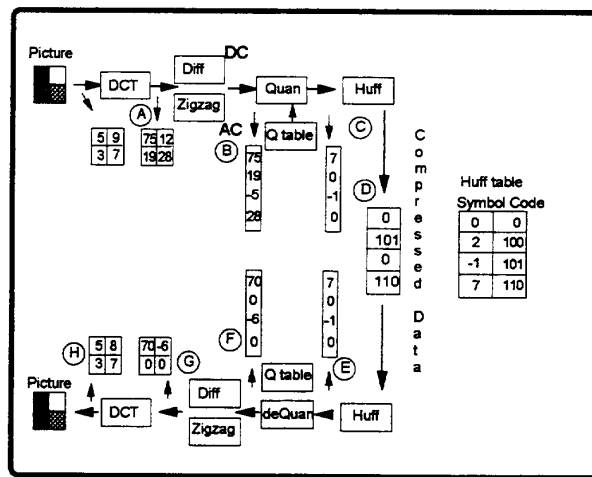 Picture
DCT
Diff
DC
Zigzag
Quan
Huff
A
AC
B
Q table
C
5 9
3 7
75 12
19 28
75
19
-5
28
7
0
-1
0
D
0
101
0
110
Compressed Data
Huff table
Symbol Code
0 0
2 100
-1 101
7 110
70
0
-6
0
7
0
-1
0
F
E
H
5 8
3 7
70 -6
0 0
G
Q table
Picture
DCT
Diff
Zigzag
deQuan
Huff